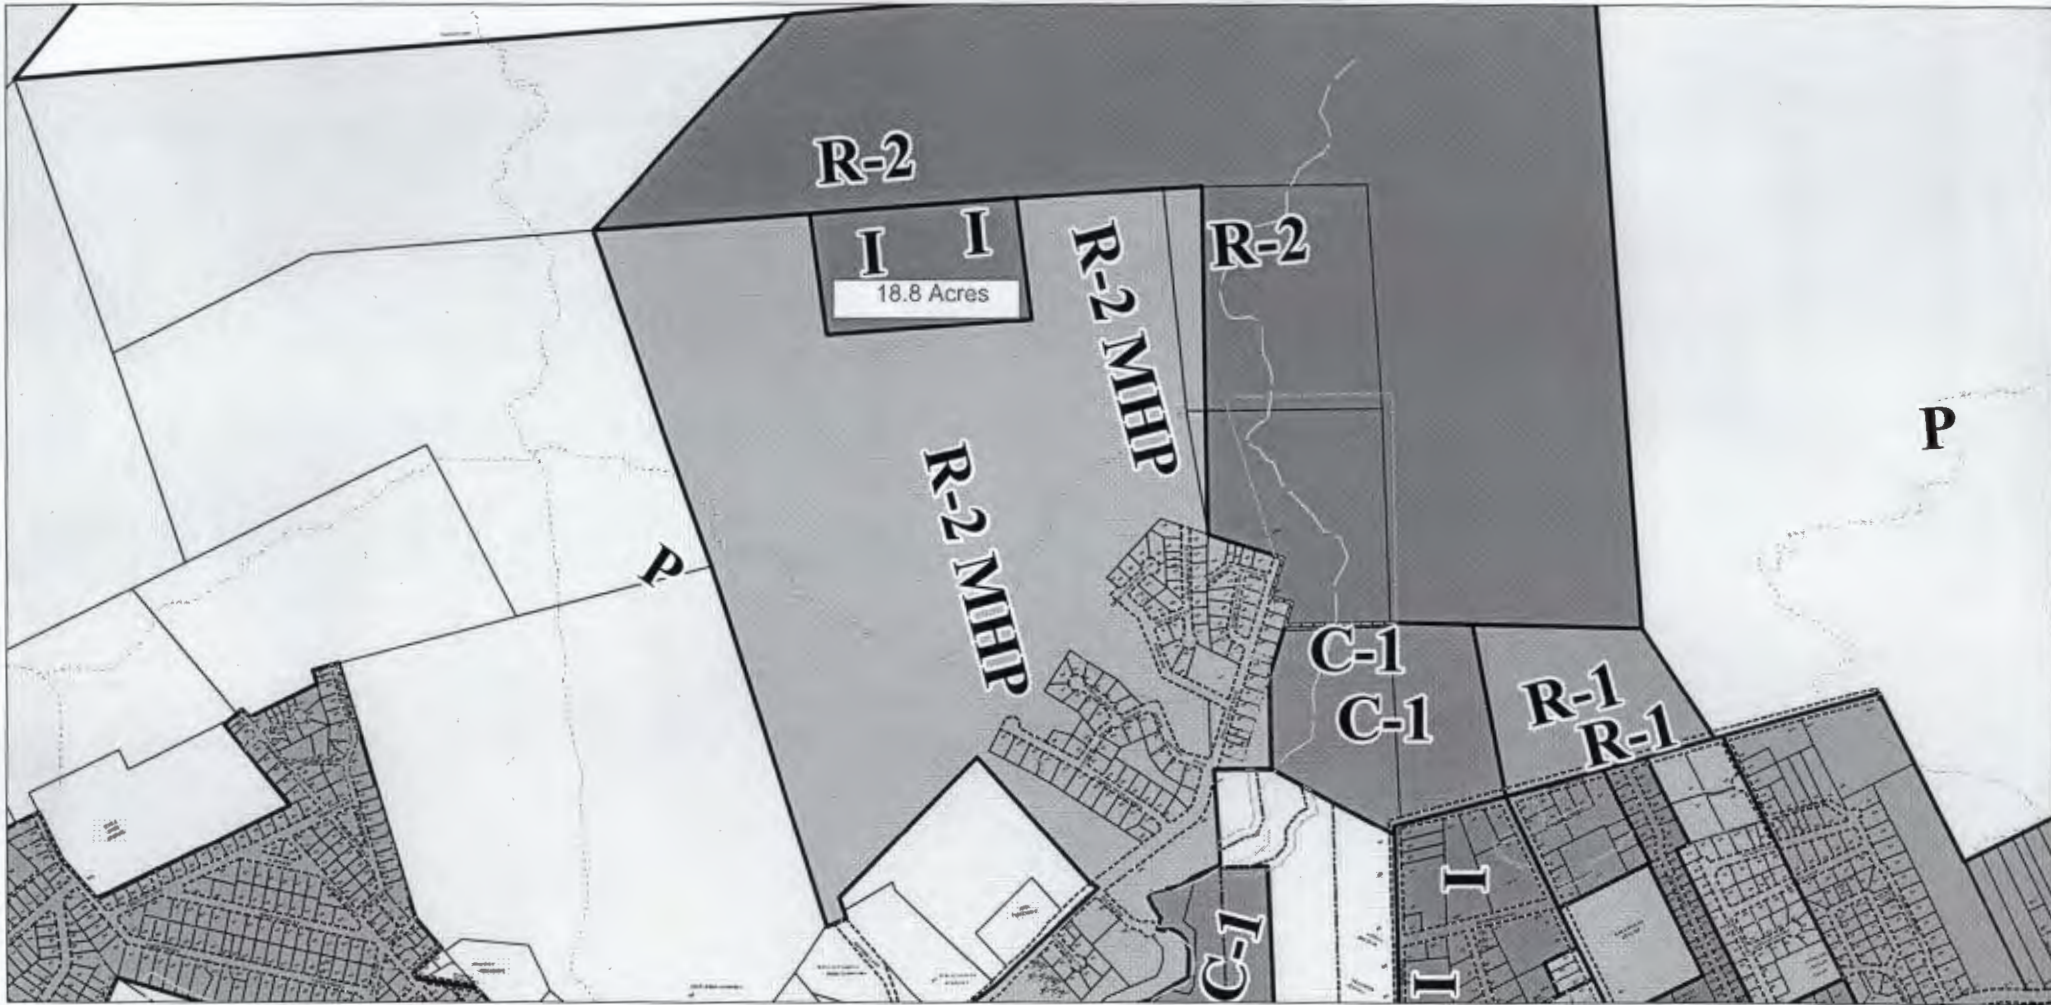 R-2
I
I
18.8 Acres
R-2 MHP
R-2
P
R-2 MHP
P
C-1
C-1
R-1
R-1
I
C-1
I